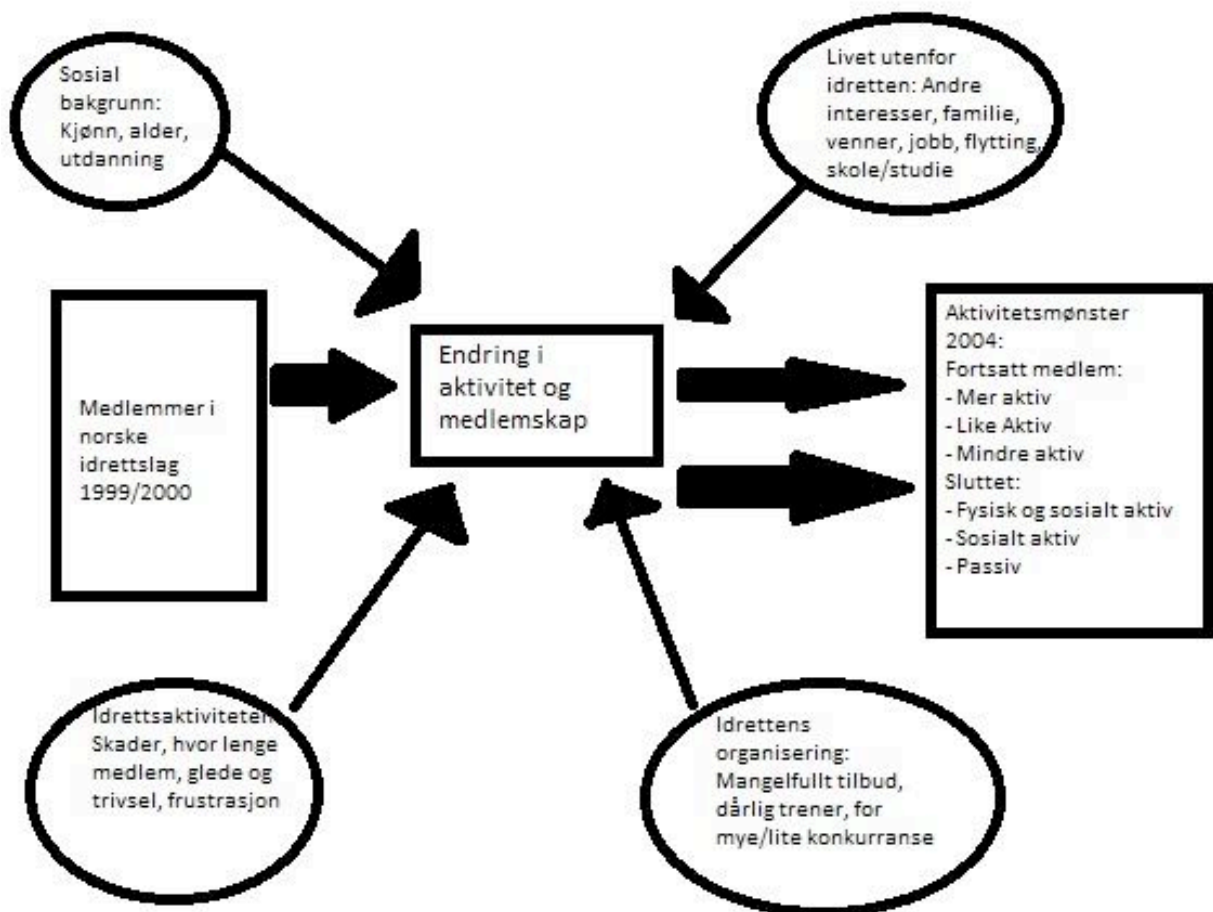 Sosial
bakgrunn:
Kjønn, alder,
utdanning
Livet utenfor
idretten: Andre
interesser, familie,
venner, jobb, flytting,
skole/studie
Medlemmer i
norske
idrettslag
1999/2000
Endring i
aktivitet og
medlemskap
Aktivitetsmønster
2004:
Fortsatt medlem:
- Mer aktiv
- Like Aktiv
- Mindre aktiv
Sluttet:
- Fysisk og sosialt aktiv
- Sosialt aktiv
- Passiv
Idrettsaktiviteten
Skader, hvor lenge
medlem, glede og
trivsel, frustrasjon
Idrettens
organisering:
Mangelfullt tilbud,
dårlig trener, for
mye/lite konkurranse